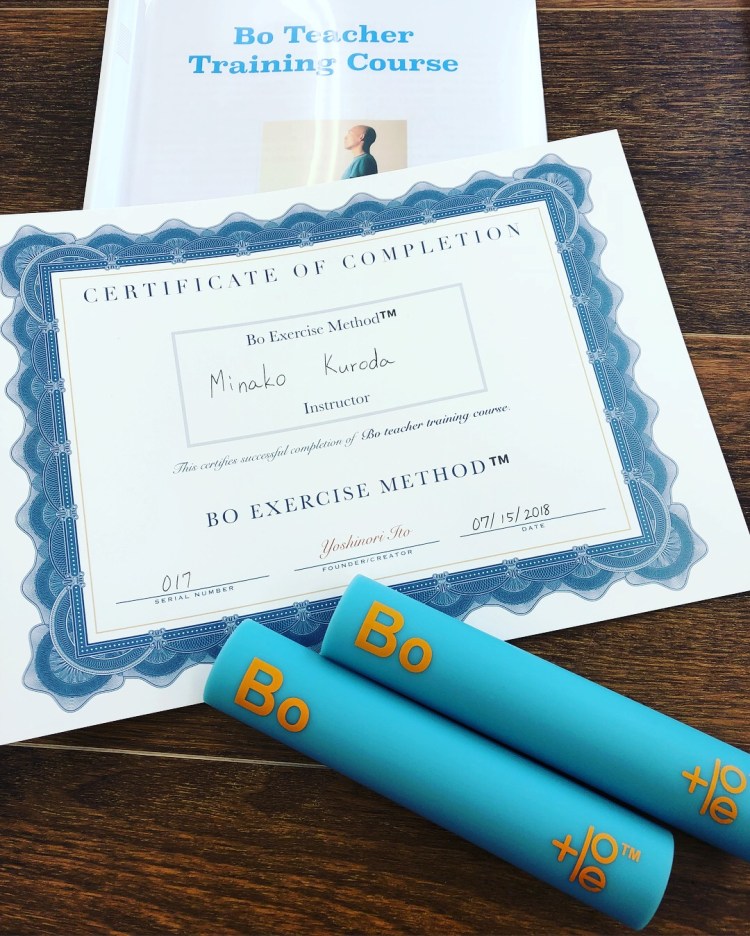 Bo Teacher
Training Course
CERTIFICATE OF COMPLETION
Bo Exercise Method™
Minako Kuroda
Instructor
This certifies successful completion of Bo teacher training course.
BO EXERCISE METHOD™
017
SERIAL NUMBER
Yoshinori Ito
FOUNDER/CREATOR
07/15/2018
DATE
Bo
Bo
™